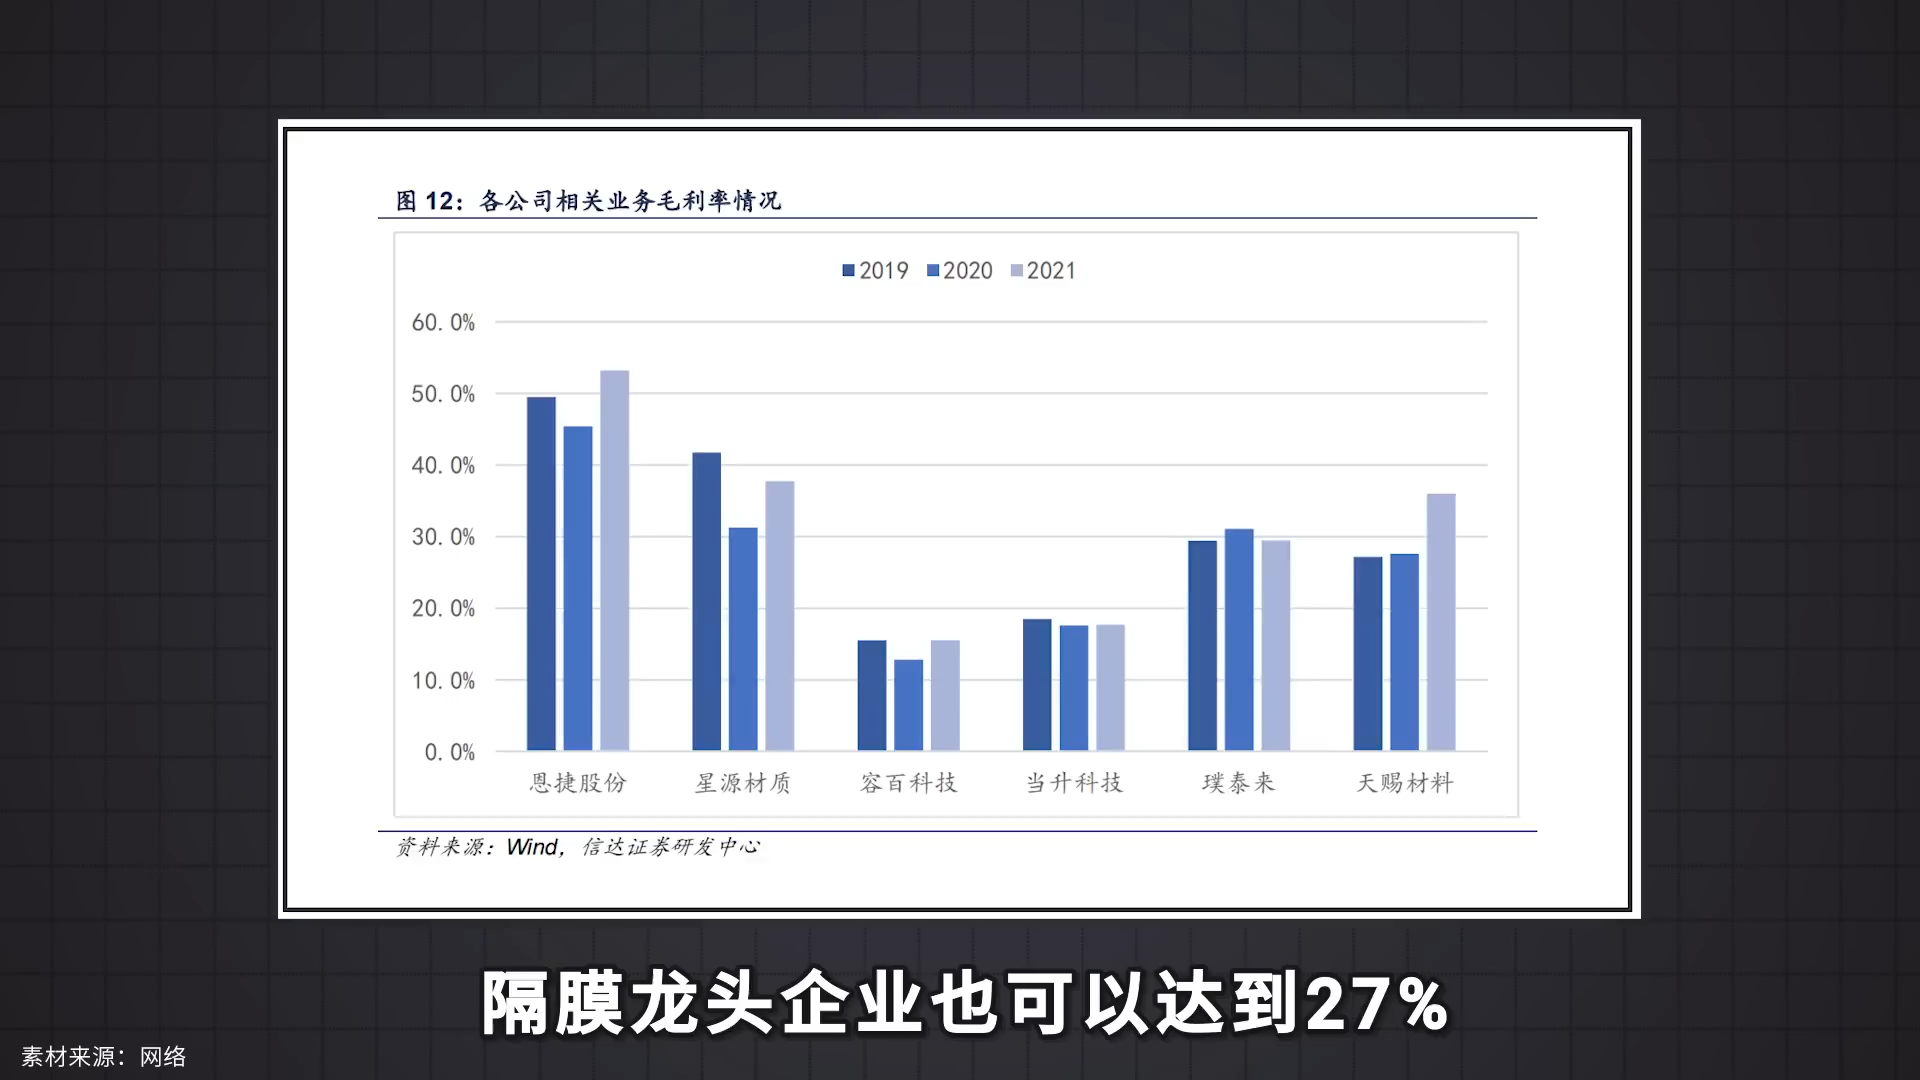 图 12：各公司相关业务毛利率情况
2019 2020 2021
60.0%
50.0%
40.0%
30.0%
20.0%
10.0%
0.0%
恩捷股份 星源材质 容百科技 当升科技 璞泰来 天赐材料
资料来源：Wind，信达证券研发中心
隔膜龙头企业也可以达到27%
素材来源：网络